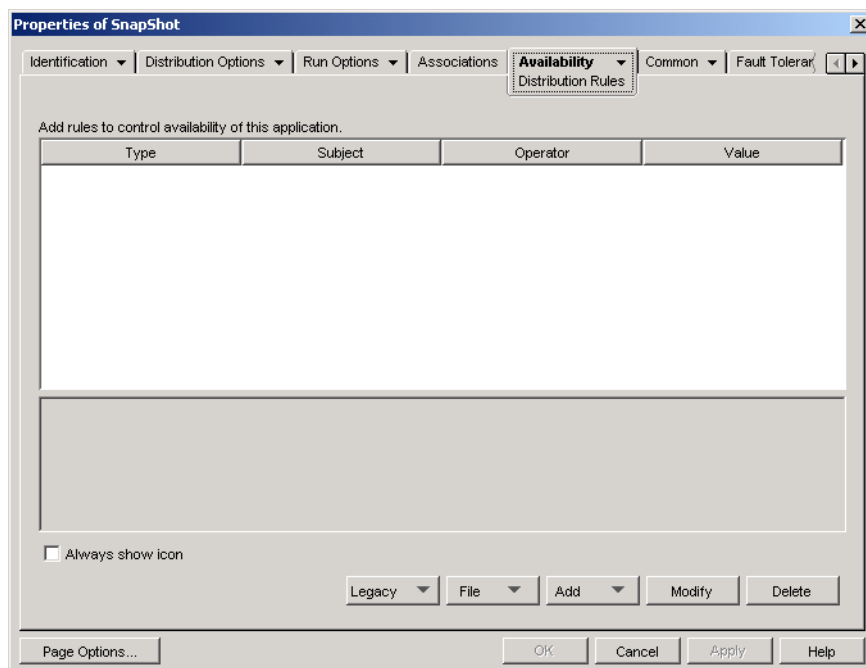 Properties of SnapShot
Identification Distribution Options Run Options Associations Availability Common Fault Toleran
Distribution Rules
Add rules to control availability of this application.
Type Subject Operator Value
Always show icon
Legacy File Add Modify Delete
Page Options... OK Cancel Apply Help